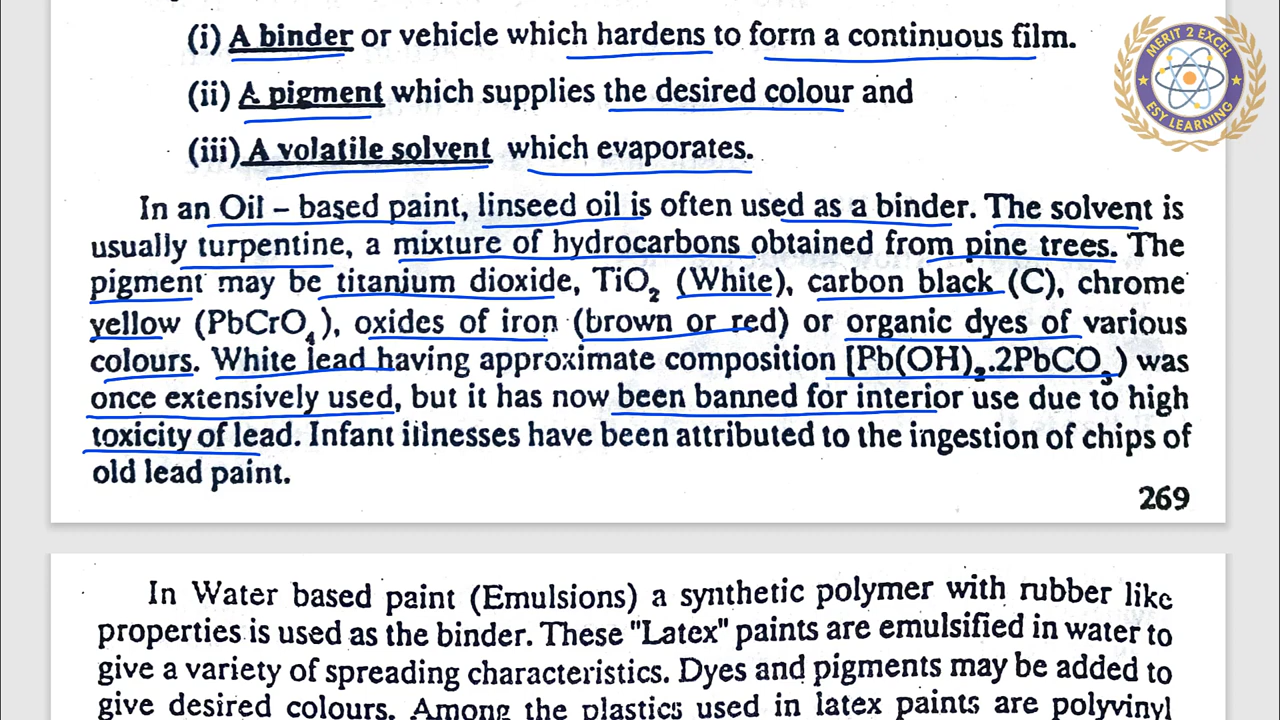 (i) A binder or vehicle which hardens to form a continuous film.
(ii) A pigment which supplies the desired colour and
(iii) A volatile solvent which evaporates.
In an Oil – based paint, linseed oil is often used as a binder. The solvent is
usually turpentine, a mixture of hydrocarbons obtained from pine trees. The
pigment may be titanium dioxide, TiO₂ (White), carbon black (C), chrome
yellow (PbCrO₄), oxides of iron (brown or red) or organic dyes of various
colours. White lead having approximate composition [Pb(OH)₂.2PbCO₃) was
once extensively used, but it has now been banned for interior use due to high
toxicity of lead. Infant illnesses have been attributed to the ingestion of chips of
old lead paint.
269
In Water based paint (Emulsions) a synthetic polymer with rubber like
properties is used as the binder. These "Latex" paints are emulsified in water to
give a variety of spreading characteristics. Dyes and pigments may be added to
give desired colours. Among the plastics used in latex paints are polyvinyl
MERIT 2 EXCEL
ESY LEARNING